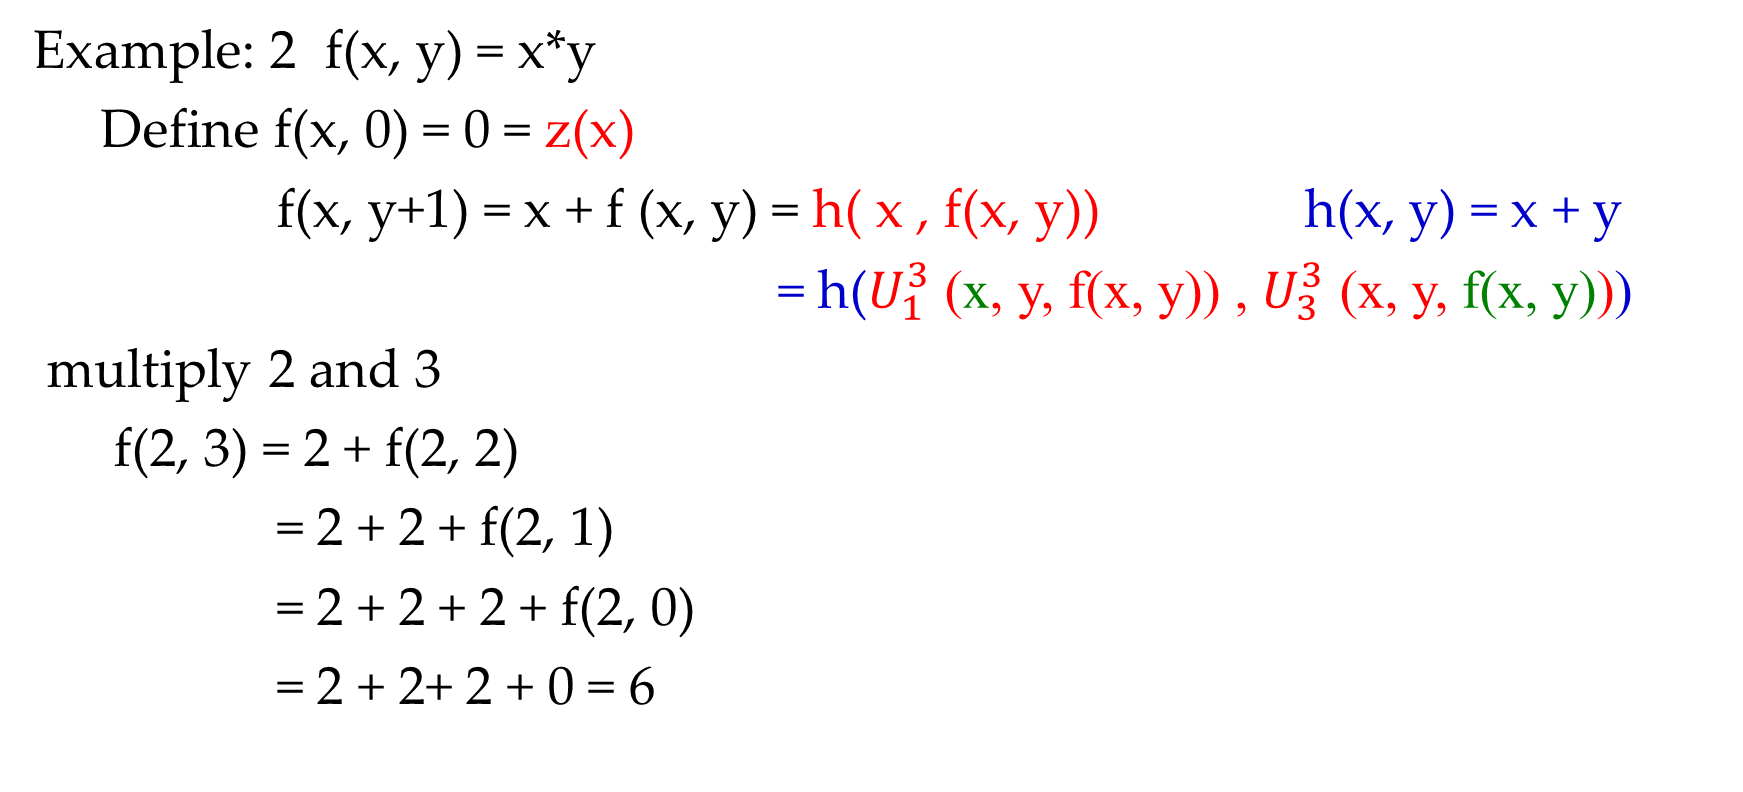 Example: 2  f(x, y) = x*y
Define f(x, 0) = 0 = z(x)
f(x, y+1) = x + f (x, y) = h( x , f(x, y))  h(x, y) = x + y
= h(U₁³ (x, y, f(x, y)) , U₃³ (x, y, f(x, y)))
multiply 2 and 3
f(2, 3) = 2 + f(2, 2)
= 2 + 2 + f(2, 1)
= 2 + 2 + 2 + f(2, 0)
= 2 + 2+ 2 + 0 = 6